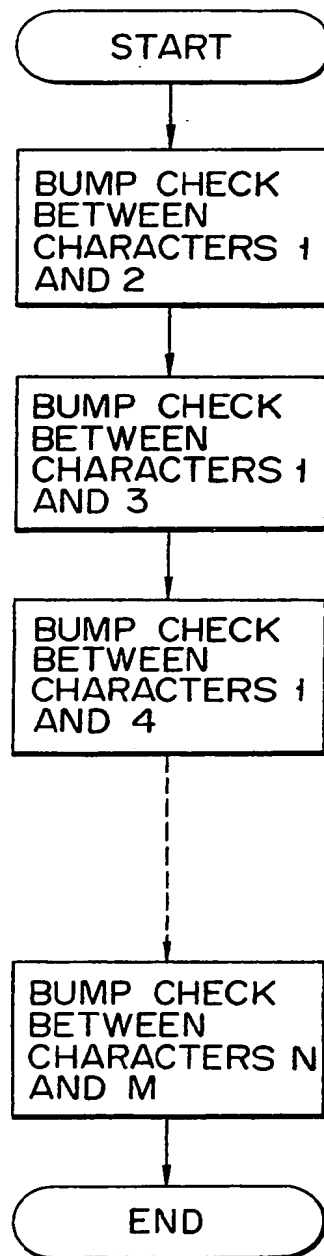 START
BUMP CHECK
BETWEEN
CHARACTERS 1
AND 2
BUMP CHECK
BETWEEN
CHARACTERS 1
AND 3
BUMP CHECK
BETWEEN
CHARACTERS 1
AND 4
BUMP CHECK
BETWEEN
CHARACTERS N
AND M
END